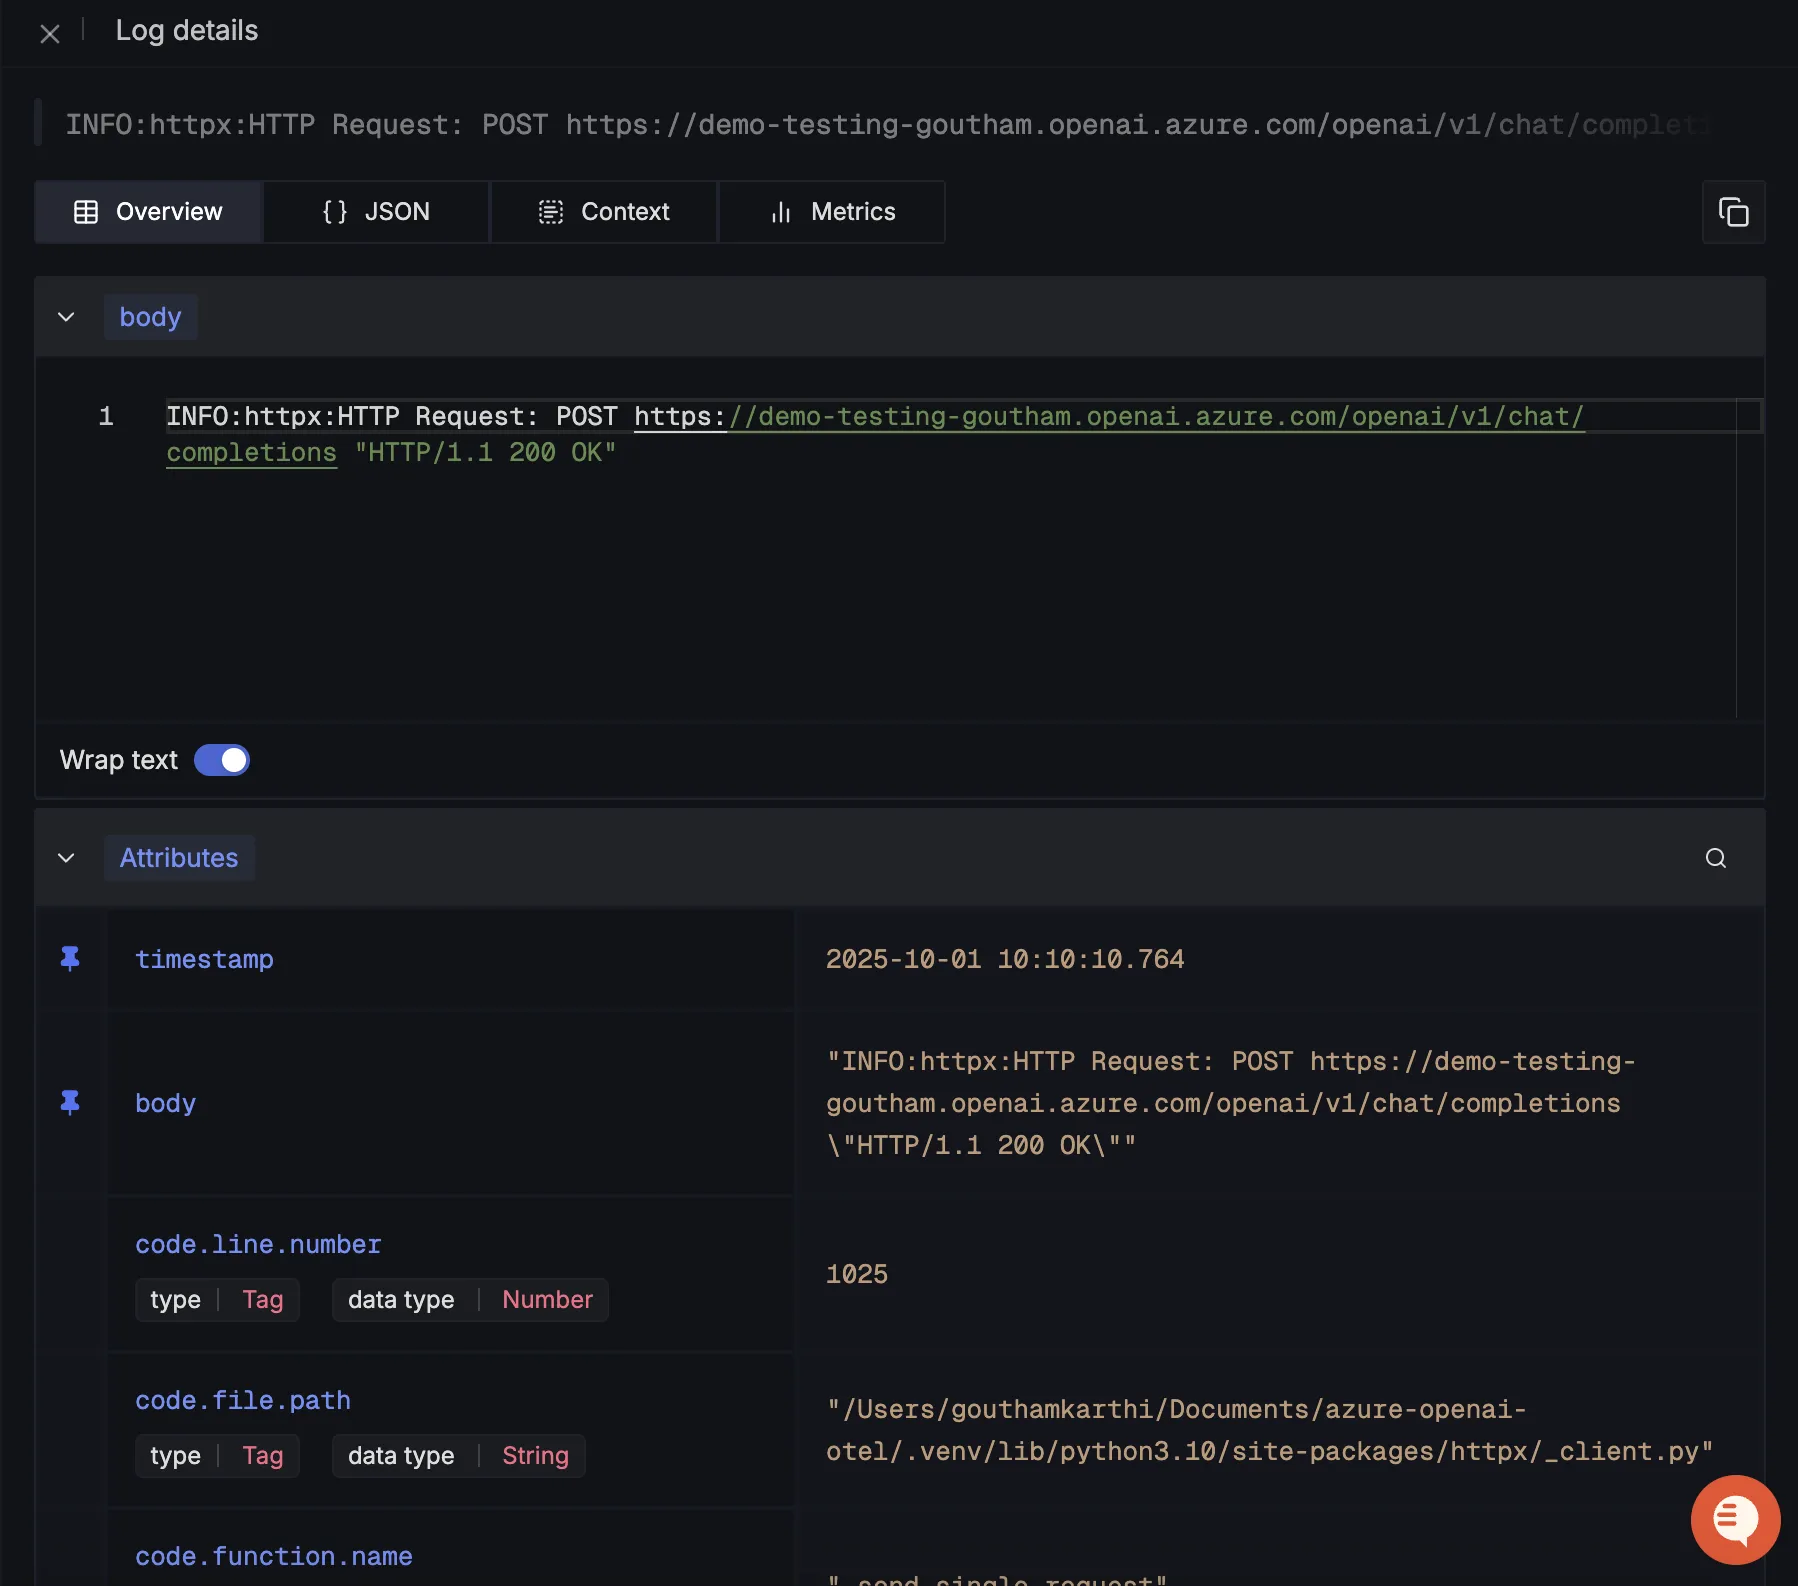 Log details
INFO:httpx:HTTP Request: POST https://demo-testing-goutham.openai.azure.com/openai/v1/chat/completi
Overview
{} JSON
Context
Metrics
body
1
INFO:httpx:HTTP Request: POST https://demo-testing-goutham.openai.azure.com/openai/v1/chat/
completions "HTTP/1.1 200 OK"
Wrap text
Attributes
timestamp
2025-10-01 10:10:10.764
body
"INFO:httpx:HTTP Request: POST https://demo-testing-
goutham.openai.azure.com/openai/v1/chat/completions
\"HTTP/1.1 200 OK\""
code.line.number
type | Tag data type | Number
1025
code.file.path
type | Tag data type | String
"/Users/gouthamkarthi/Documents/azure-openai-
otel/.venv/lib/python3.10/site-packages/httpx/_client.py"
code.function.name
"_send_single_request"